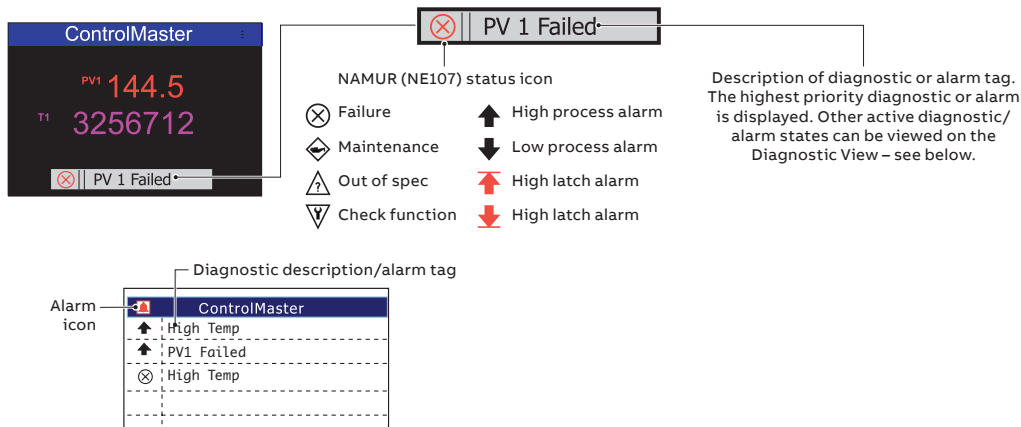 ControlMaster
PV1 144.5
T1 3256712
PV 1 Failed
PV 1 Failed
NAMUR (NE107) status icon
Failure
Maintenance
Out of spec
Check function
High process alarm
Low process alarm
High latch alarm
High latch alarm
Description of diagnostic or alarm tag.
The highest priority diagnostic or alarm
is displayed. Other active diagnostic/
alarm states can be viewed on the
Diagnostic View – see below.
Diagnostic description/alarm tag
Alarm
icon
ControlMaster
High Temp
PV1 Failed
High Temp